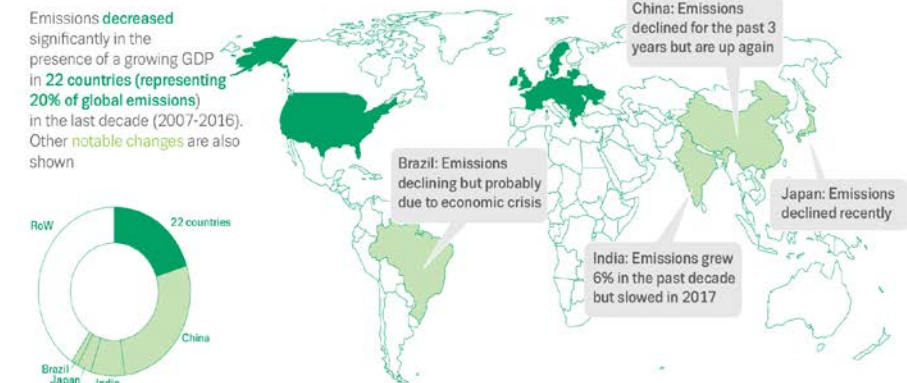 Emissions decreased
significantly in the
presence of a growing GDP
in 22 countries (representing
20% of global emissions)
in the last decade (2007-2016).
Other notable changes are also
shown
China: Emissions
declined for the past 3
years but are up again
Brazil: Emissions
declining but probably
due to economic crisis
Japan: Emissions
declined recently
India: Emissions grew
6% in the past decade
but slowed in 2017
RoW
22 countries
China
Brazil
Japan
India